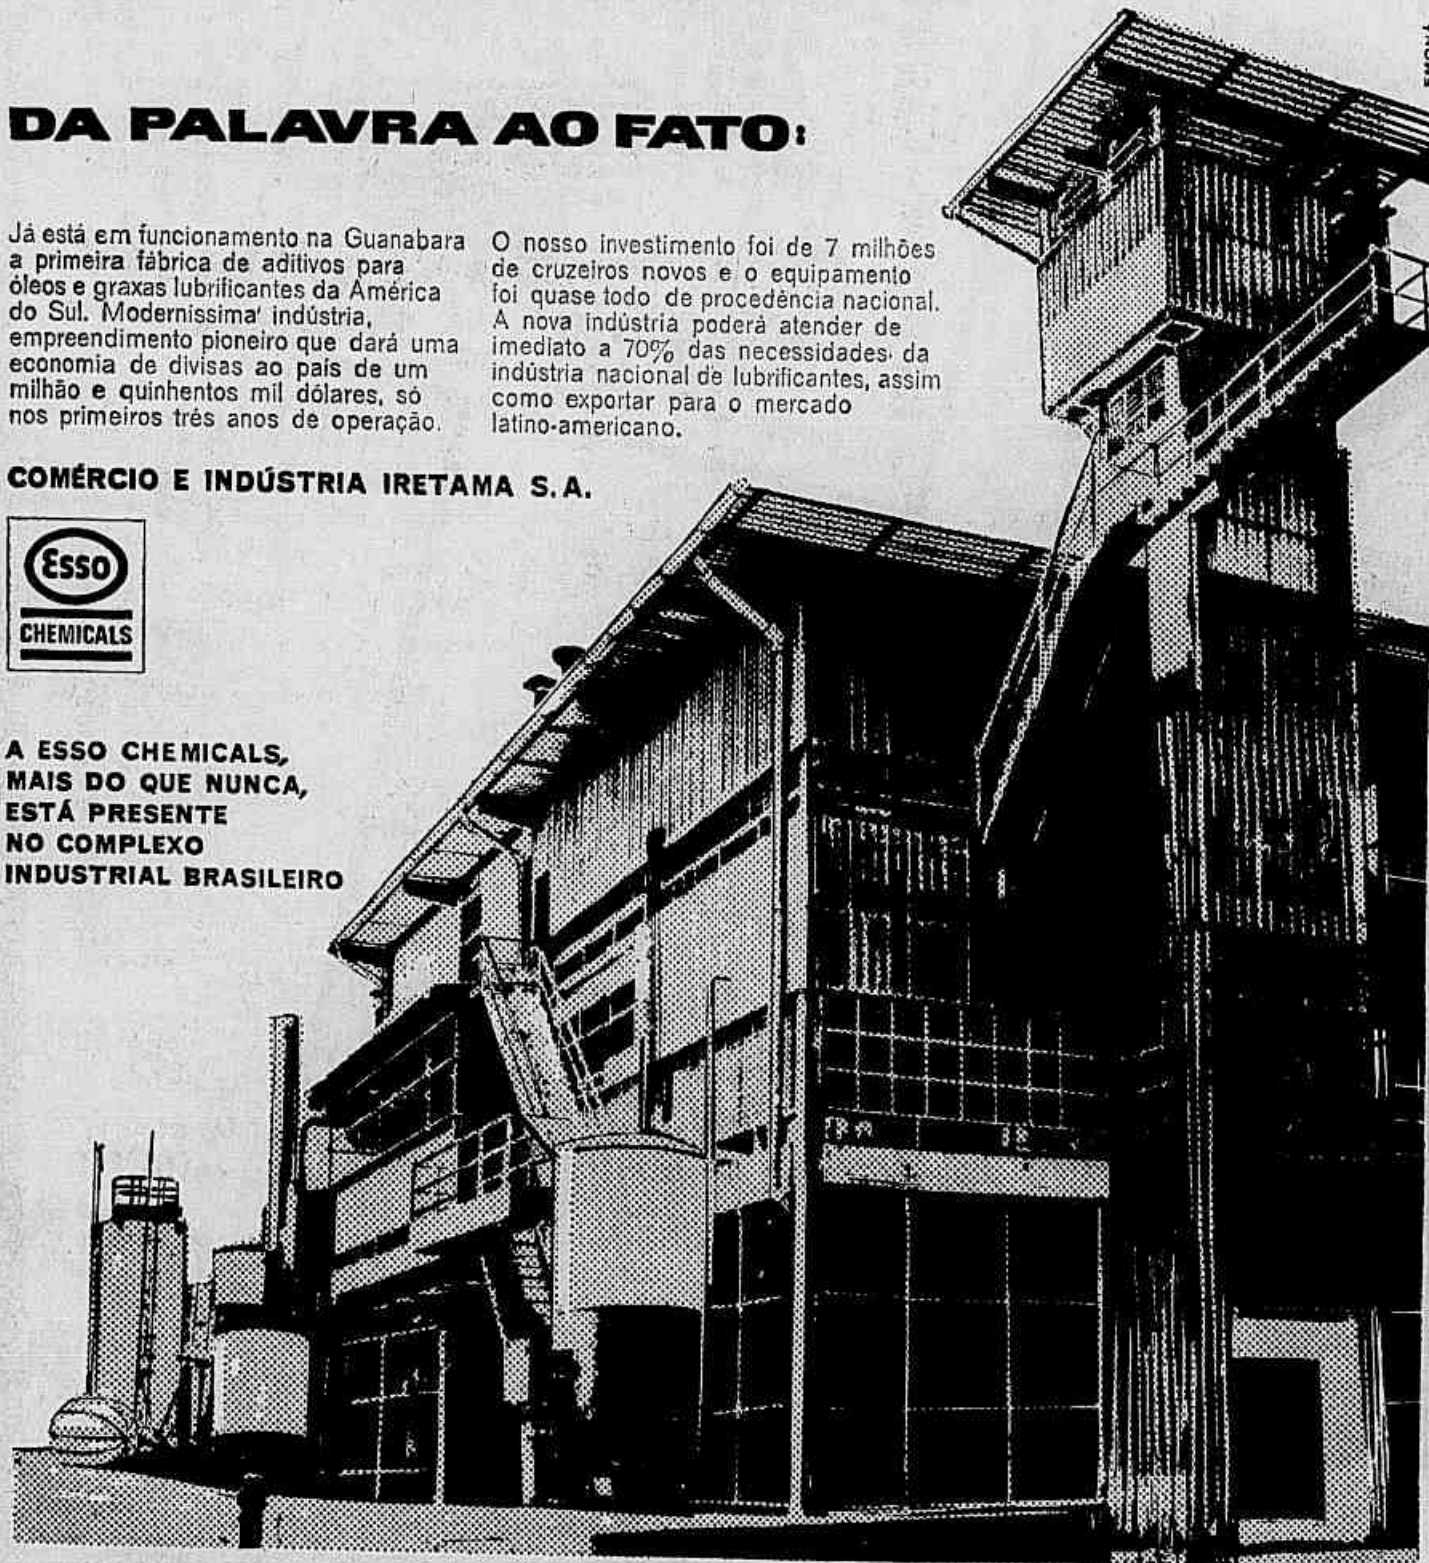 DA PALAVRA AO FATO:
Já está em funcionamento na Guanabara
a primeira fábrica de aditivos para
óleos e graxas lubrificantes da América
do Sul. Moderníssima indústria,
empreendimento pioneiro que dará uma
economia de divisas ao país de um
milhão e quinhentos mil dólares, só
nos primeiros três anos de operação.
O nosso investimento foi de 7 milhões
de cruzeiros novos e o equipamento
foi quase todo de procedência nacional.
A nova indústria poderá atender de
imediato a 70% das necessidades da
indústria nacional de lubrificantes, assim
como exportar para o mercado
latino-americano.
COMÉRCIO E INDÚSTRIA IRETAMA S.A.
Esso
CHEMICALS
A ESSO CHEMICALS,
MAIS DO QUE NUNCA,
ESTÁ PRESENTE
NO COMPLEXO
INDUSTRIAL BRASILEIRO